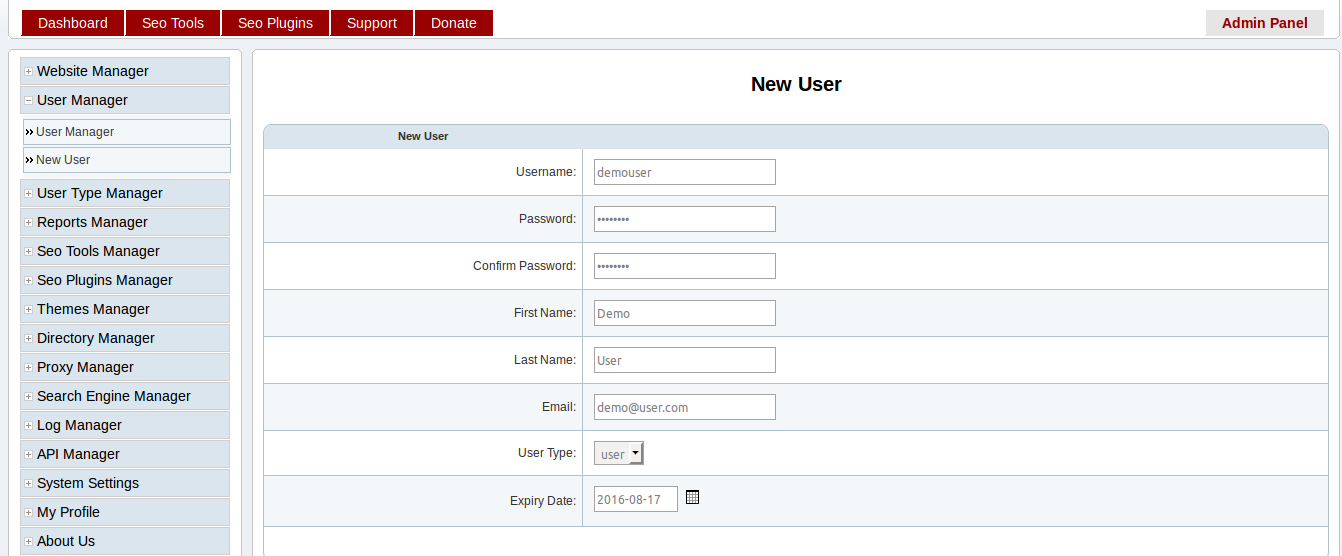 Dashboard Seo Tools Seo Plugins Support Donate Admin Panel
Website Manager
User Manager
User Manager
New User
User Type Manager
Reports Manager
Seo Tools Manager
Seo Plugins Manager
Themes Manager
Directory Manager
Proxy Manager
Search Engine Manager
Log Manager
API Manager
System Settings
My Profile
About Us
New User
New User
Username: demouser
Password: ••••••••
Confirm Password: ••••••••
First Name: Demo
Last Name: User
Email: demo@user.com
User Type: user
Expiry Date: 2016-08-17